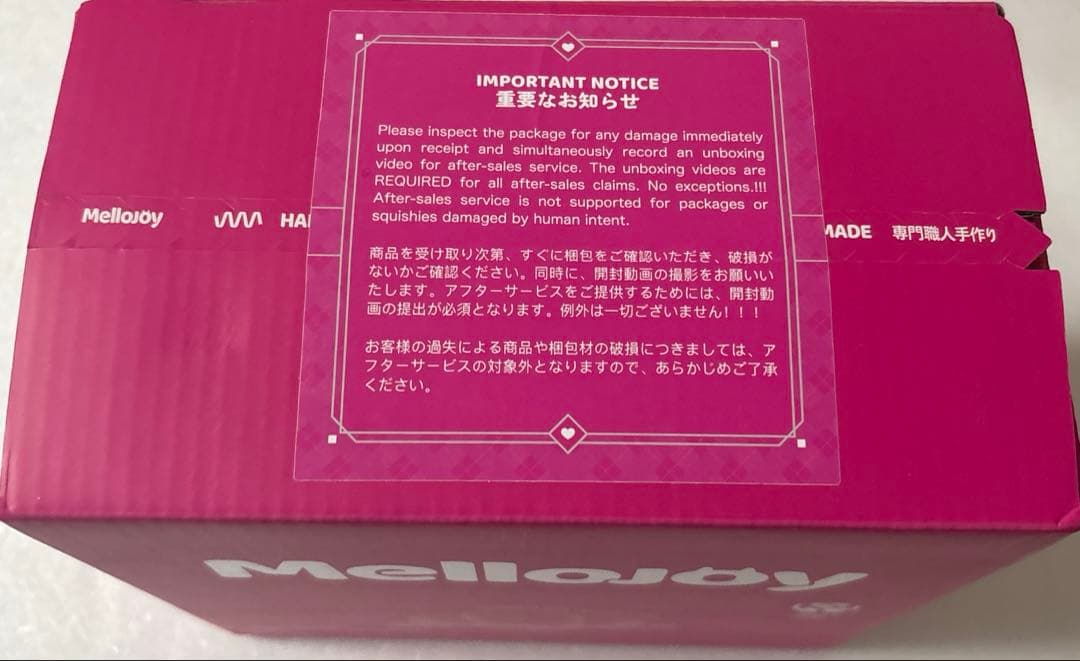 IMPORTANT NOTICE
重要なお知らせ
Please inspect the package for any damage immediately
upon receipt and simultaneously record an unboxing
video for after-sales service. The unboxing videos are
REQUIRED for all after-sales claims. No exceptions.!!!
After-sales service is not supported for packages or
squishies damaged by human intent.
商品を受け取り次第、すぐに梱包をご確認いただき、破損が
ないかご確認ください。同時に、開封動画の撮影をお願いい
たします。アフターサービスをご提供するためには、開封動
画の提出が必須となります。例外は一切ございません！！！
お客様の過失による商品や梱包材の破損につきましては、ア
フターサービスの対象外となりますので、あらかじめご了承
ください。
MelloJoy HA MADE 専門職人手作り
MelloJoy